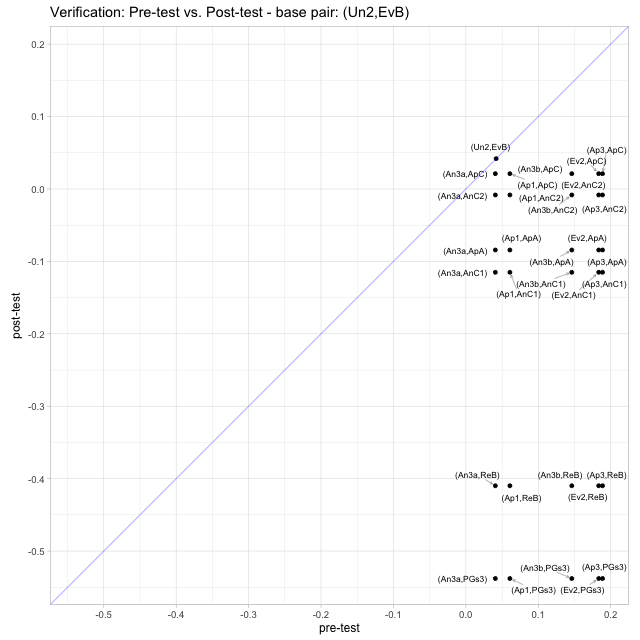 Verification: Pre-test vs. Post-test - base pair: (Un2,EvB)
0.2
0.1
(Un2,EvB)
(Ap3,ApC)
(Ev2,ApC)
(An3b,ApC)
(An3a,ApC)
(Ap1,ApC)
(Ev2,AnC2)
0.0
(An3a,AnC2)
(Ap1,AnC2)
(An3b,AnC2)
(Ap3,AnC2)
(Ap1,ApA)
(Ev2,ApA)
(An3a,ApA)
(An3b,ApA)
(Ap3,ApA)
-0.1
(An3a,AnC1)
(An3b,AnC1)
(Ap3,AnC1)
(Ap1,AnC1)
(Ev2,AnC1)
post-test
-0.2
-0.3
-0.4
(An3a,ReB)
(An3b,ReB)
(Ap3,ReB)
(Ap1,ReB)
(Ev2,ReB)
-0.5
(An3b,PGs3)
(Ap3,PGs3)
(An3a,PGs3)
(Ap1,PGs3)
(Ev2,PGs3)
-0.5 -0.4 -0.3 -0.2 -0.1 0.0 0.1 0.2
pre-test